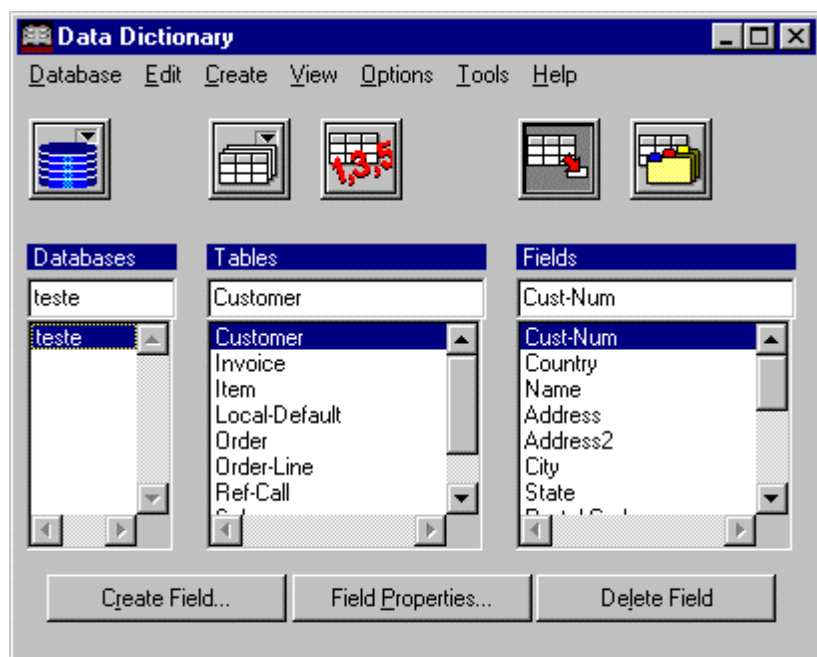 Data Dictionary
Database Edit Create View Options Tools Help
1,3,5
Databases Tables Fields
teste Customer Cust-Num
teste Customer Cust-Num
Invoice Country
Item Name
Local-Default Address
Order Address2
Order-Line City
Ref-Call State
Create Field... Field Properties... Delete Field